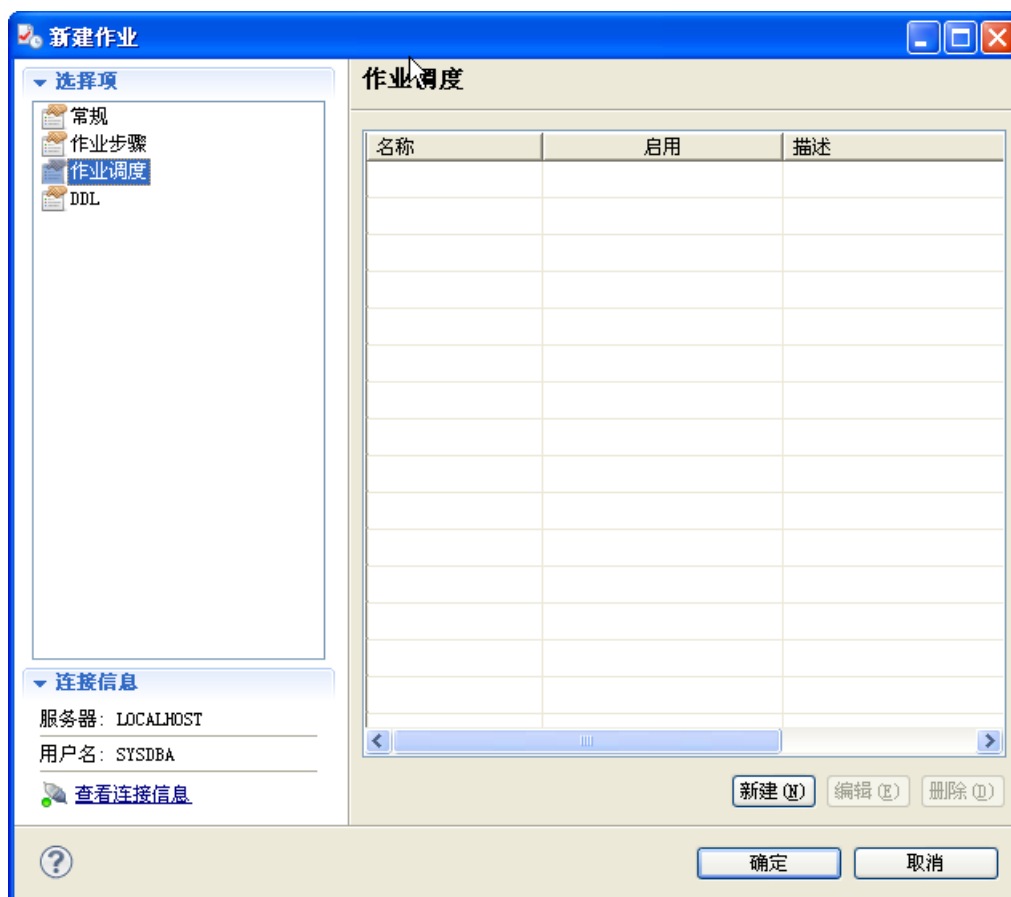 新建作业
选择项
常规
作业步骤
作业调度
DDL
连接信息
服务器: LOCALHOST
用户名: SYSDBA
查看连接信息
作业调度
名称 启用 描述
新建(N) 编辑(E) 删除(D)
确定 取消